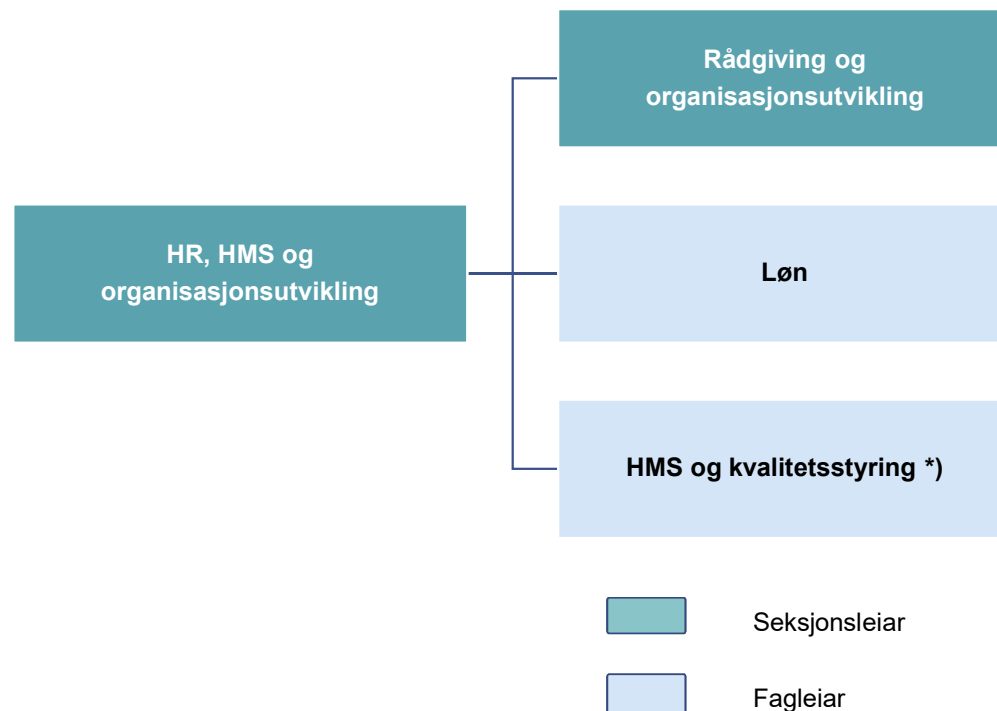 Rådgiving og
organisasjonsutvikling
HR, HMS og
organisasjonsutvikling
Løn
HMS og kvalitetsstyring *)
Seksjonsleiar
Fagleiar